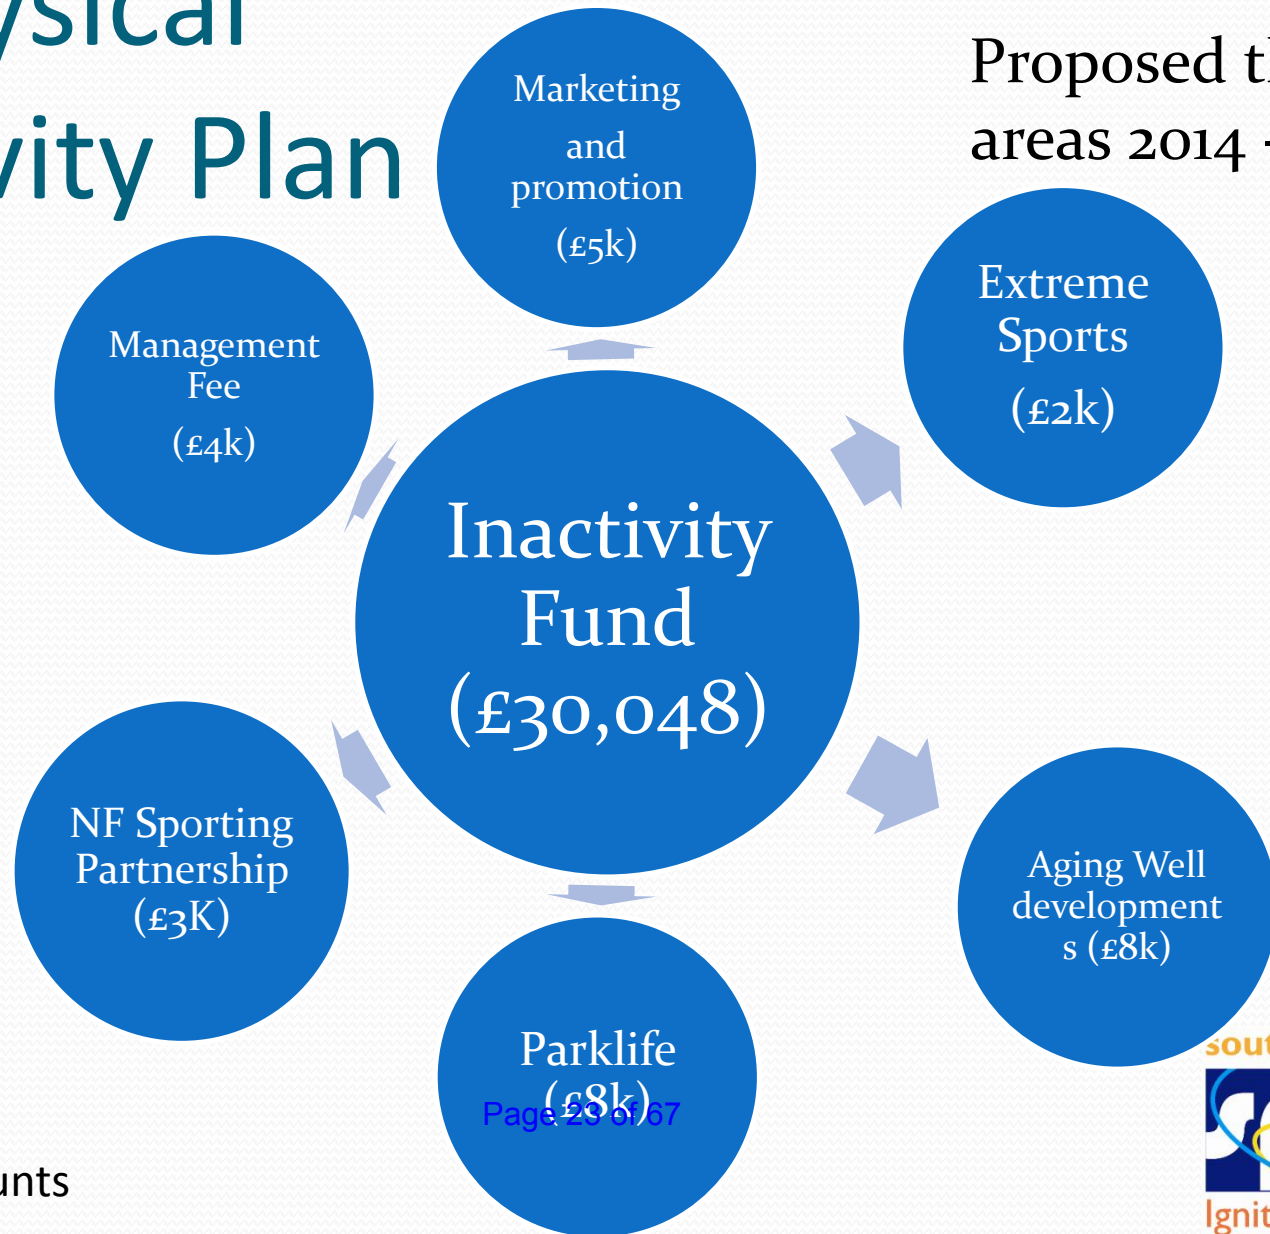 ysical
vity Plan
Proposed th
areas 2014 -
Marketing
and
promotion
(£5k)
Extreme
Sports
(£2k)
Management
Fee
(£4k)
Inactivity
Fund
(£30,048)
NF Sporting
Partnership
(£3K)
Aging Well
development
s (£8k)
Parklife
(£8k)
Page 23 of 67
unts
sout
Ignit